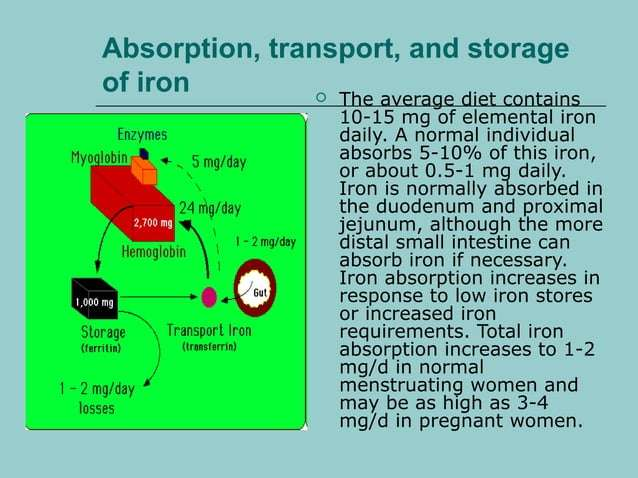 Absorption, transport, and storage
of iron
Enzymes
Myoglobin
5 mg/day
24 mg/day
2,700 mg
Hemoglobin
1 – 2 mg/day
Gut
1,000 mg
Storage
(ferritin)
Transport Iron
(transferrin)
1 – 2 mg/day
losses
The average diet contains
10-15 mg of elemental iron
daily. A normal individual
absorbs 5-10% of this iron,
or about 0.5-1 mg daily.
Iron is normally absorbed in
the duodenum and proximal
jejunum, although the more
distal small intestine can
absorb iron if necessary.
Iron absorption increases in
response to low iron stores
or increased iron
requirements. Total iron
absorption increases to 1-2
mg/d in normal
menstruating women and
may be as high as 3-4
mg/d in pregnant women.